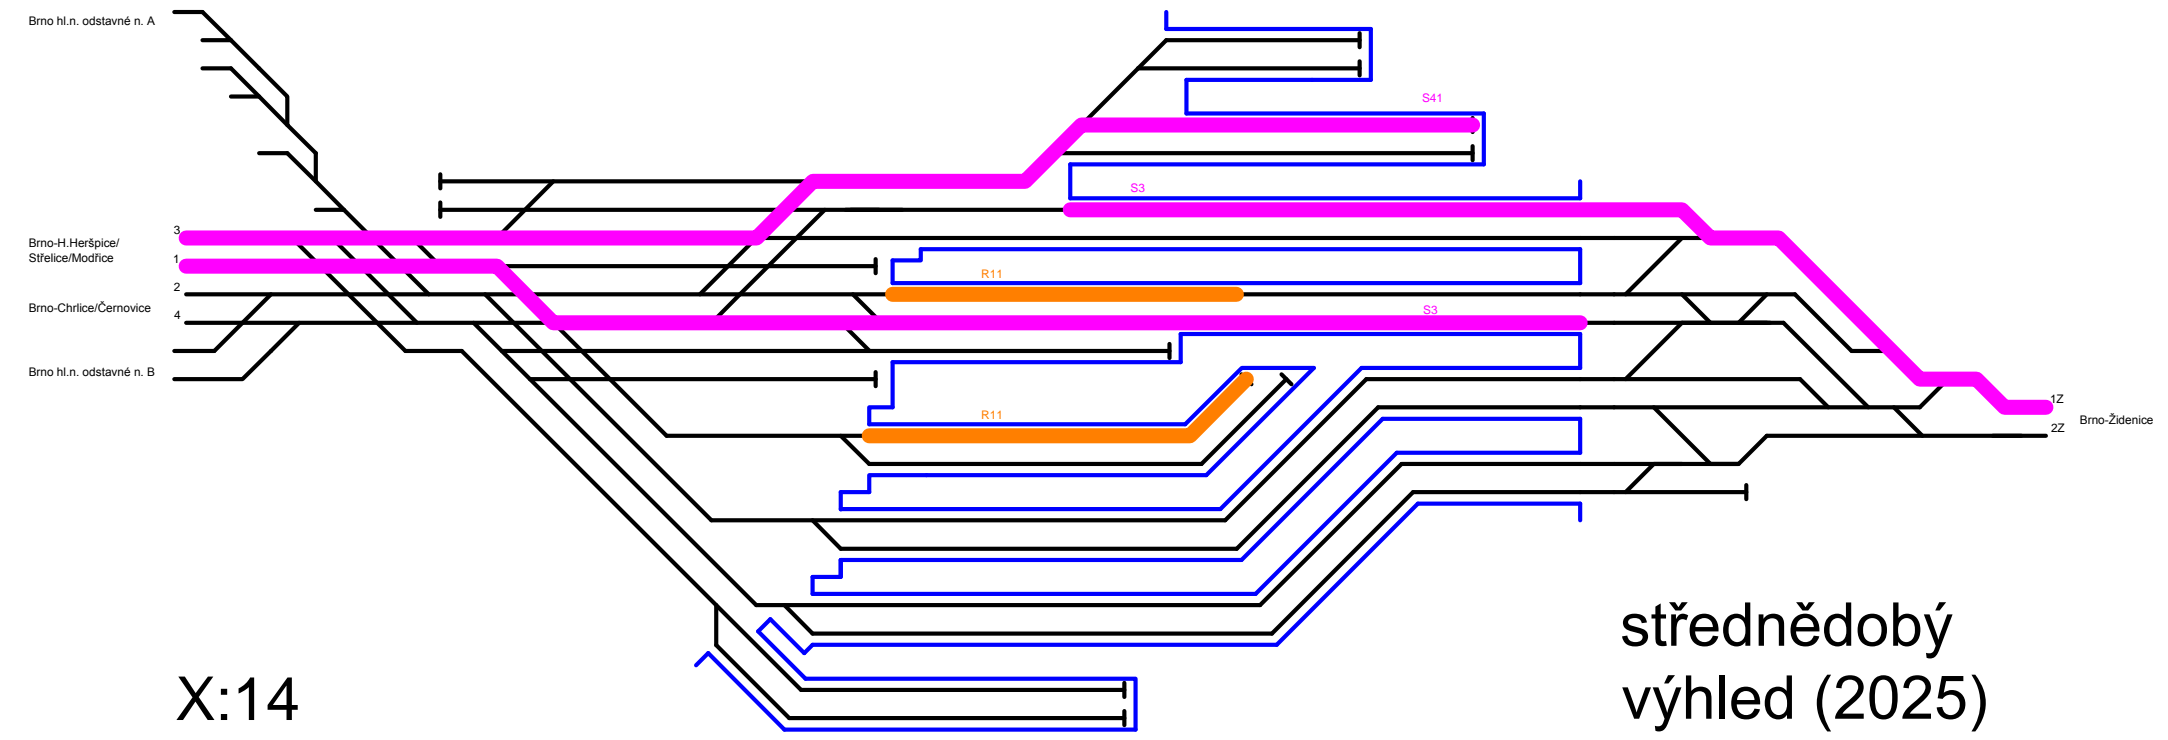 Brno hl.n. odstavné n. A
S41
S3
3
Brno-H.Heršpice/
Střelice/Modřice
1
R11
2
Brno-Chrlice/Černovice
4
S3
Brno hl.n. odstavné n. B
R11
1Z
Brno-Židenice
2Z
střednědobý
výhled (2025)
X:14